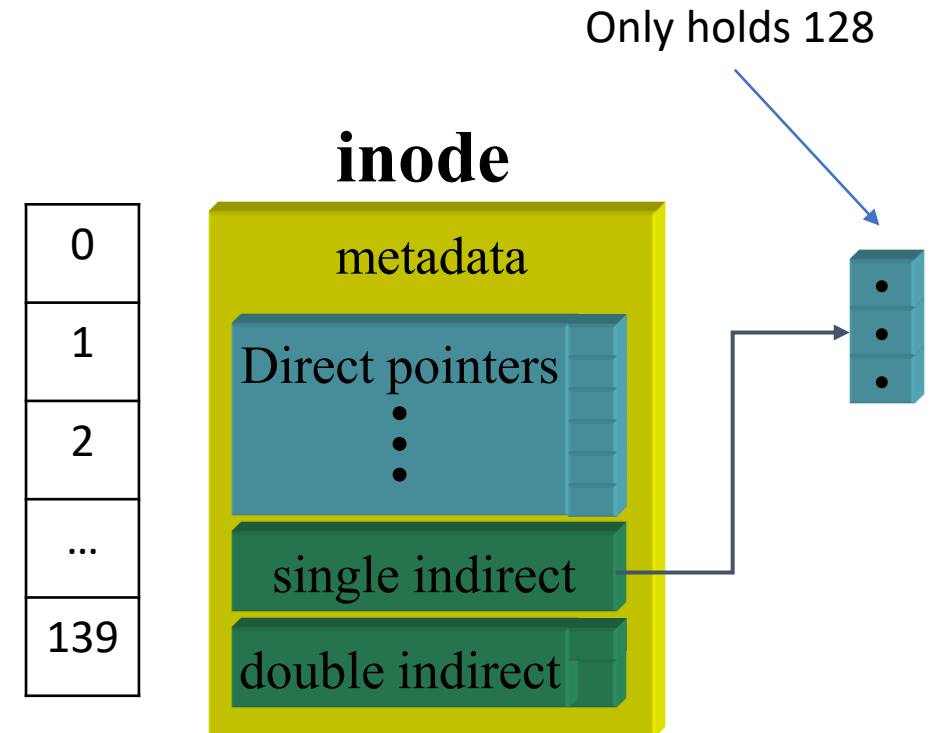 Only holds 128
inode
0
1
2
...
139
metadata
Direct pointers
single indirect
double indirect